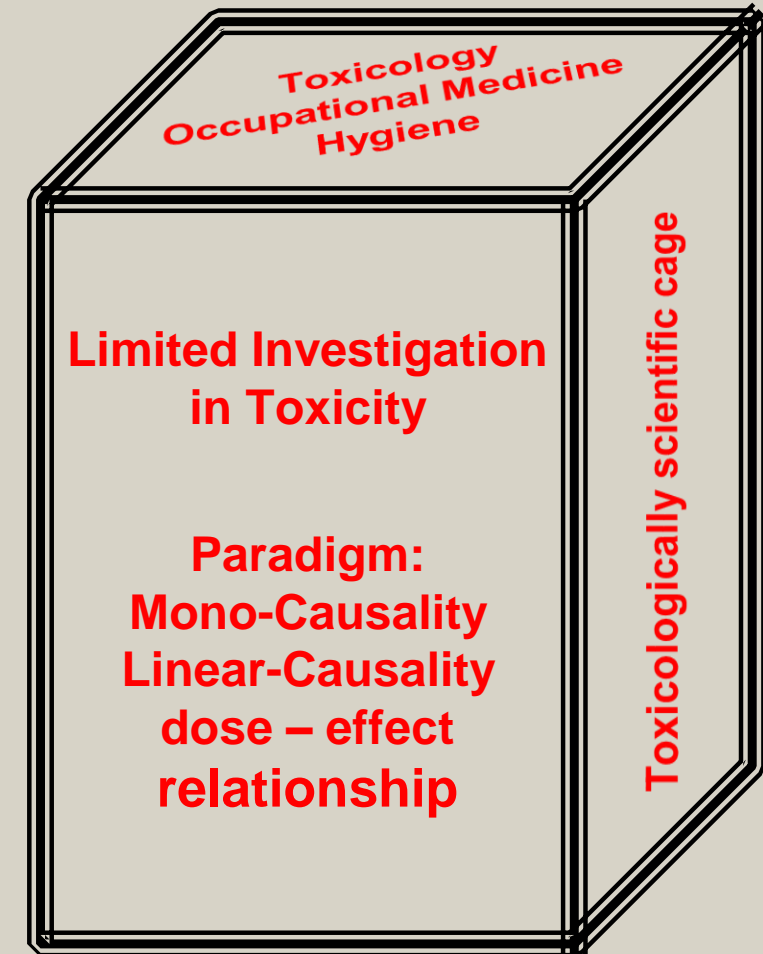 Toxicology
Occupational Medicine
Hygiene
Limited Investigation
in Toxicity
Paradigm:
Mono-Causality
Linear-Causality
dose – effect
relationship
Toxicologically scientific cage